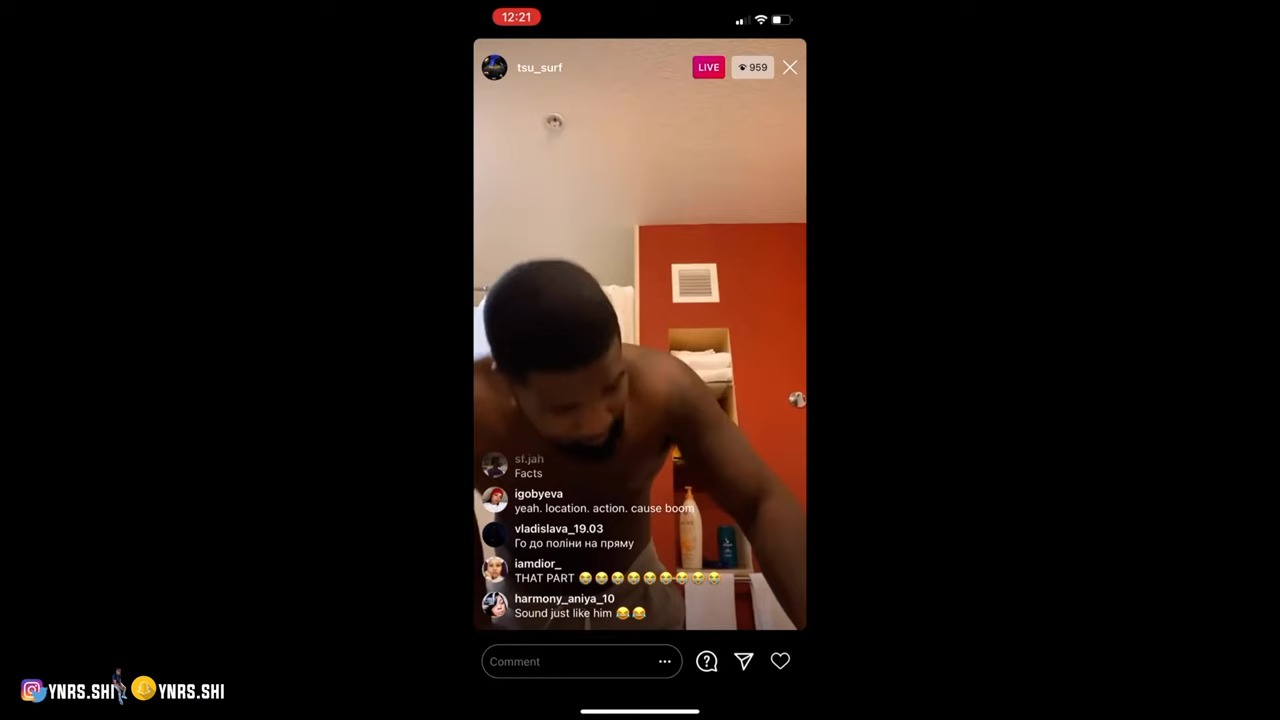 12:21
tsu_surf
LIVE
959
sf.jah
Facts
igobyeva
yeah. location. action. cause boom
vladislava_19.03
Го до поліни на пряму
iamdior_
THAT PART 😭😭😭😭😭😭😭😭😭
harmony_aniya_10
Sound just like him 😂😂
Comment
YNRS.SHI
YNRS.SHI